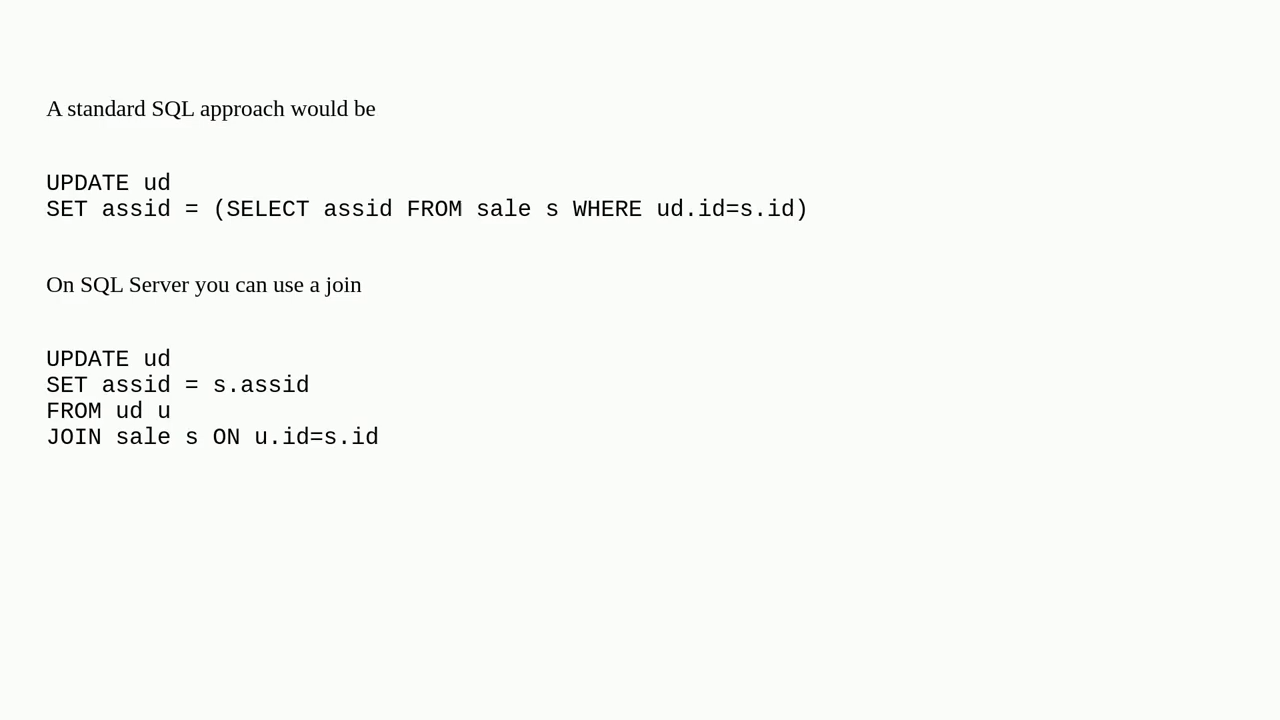 A standard SQL approach would be
UPDATE ud
SET assid = (SELECT assid FROM sale s WHERE ud.id=s.id)
On SQL Server you can use a join
UPDATE ud
SET assid = s.assid
FROM ud u
JOIN sale s ON u.id=s.id